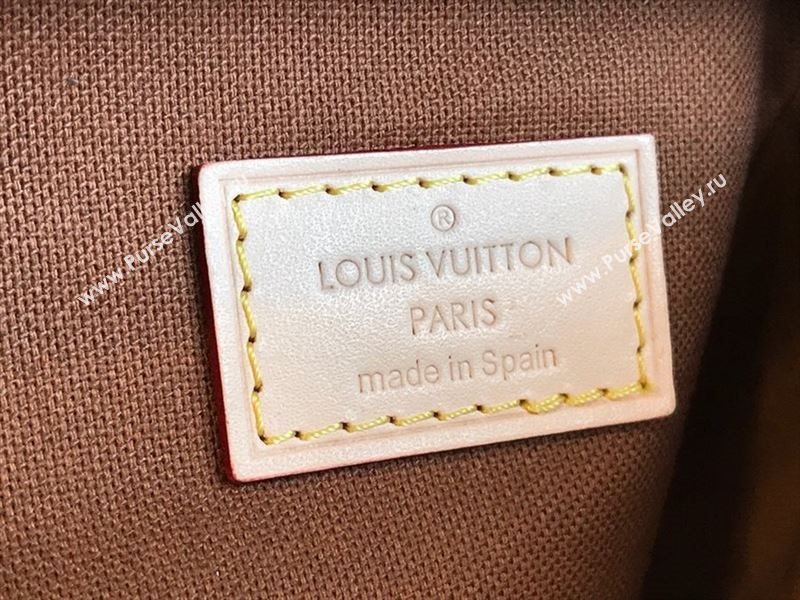 ®
LOUIS VUITTON
PARIS
made in Spain
www.PurseValley.ru
www.PurseValley.ru